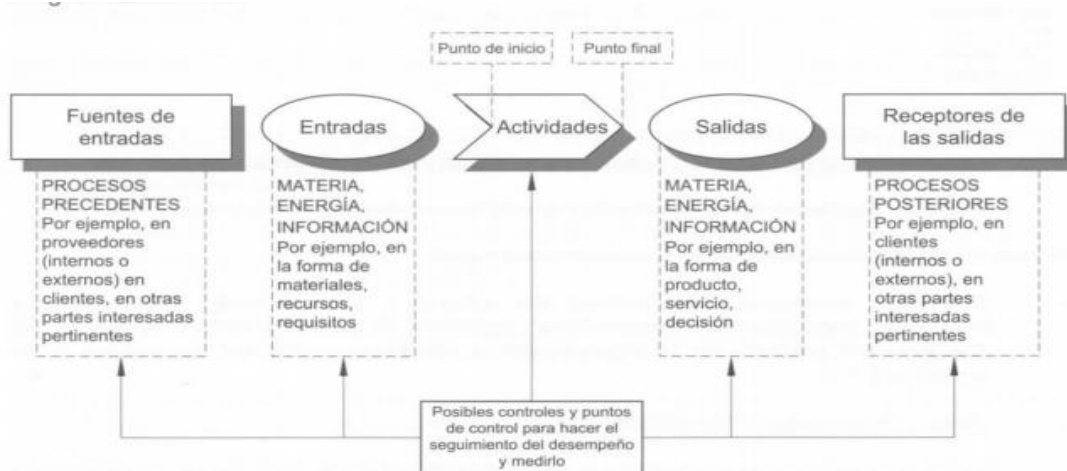 Punto de inicio
Punto final
Fuentes de
entradas
Entradas
Actividades
Salidas
Receptores de
las salidas
PROCESOS
PRECEDENTES
Por ejemplo, en
proveedores
(internos o
externos) en
clientes, en otras
partes interesadas
pertinentes
MATERIA,
ENERGÍA,
INFORMACIÓN
Por ejemplo, en
la forma de
materiales,
recursos,
requisitos
MATERIA,
ENERGÍA,
INFORMACIÓN
Por ejemplo, en
la forma de
producto,
servicio,
decisión
PROCESOS
POSTERIORES
Por ejemplo, en
clientes
(internos o
externos), en
otras partes
interesadas
pertinentes
Posibles controles y puntos
de control para hacer el
seguimiento del desempeño
y medirlo